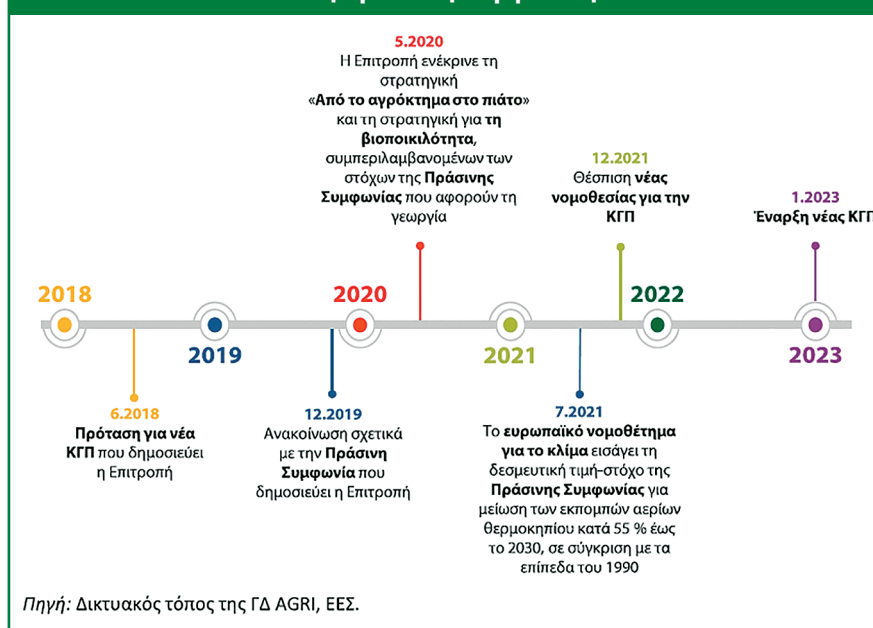 5.2020
Η Επιτροπή ενέκρινε τη
στρατηγική
«Από το αγρόκτημα στο πιάτο»
και τη στρατηγική για τη
βιοποικιλότητα,
συμπεριλαμβανομένων των
στόχων της Πράσινης
Συμφωνίας που αφορούν τη
γεωργία
12.2021
Θέσπιση νέας
νομοθεσίας για την
ΚΓΠ
1.2023
Έναρξη νέας ΚΓΠ
2018
2019
2020
2021
2022
2023
6.2018
Πρόταση για νέα
ΚΓΠ που δημοσιεύει
η Επιτροπή
12.2019
Ανακοίνωση σχετικά
με την Πράσινη
Συμφωνία που
δημοσιεύει η Επιτροπή
7.2021
Το ευρωπαϊκό νομοθέτημα
για το κλίμα εισάγει τη
δεσμευτική τιμή-στόχο της
Πράσινης Συμφωνίας για
μείωση των εκπομπών αερίων
θερμοκηπίου κατά 55 % έως
το 2030, σε σύγκριση με τα
επίπεδα του 1990
Πηγή: Δικτυακός τόπος της ΓΔ AGRI, ΕΕΣ.